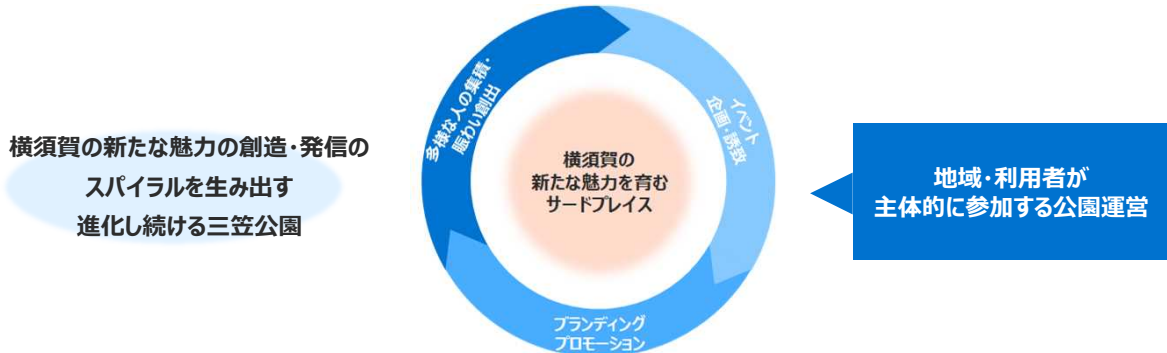 横須賀の新たな魅力の創造・発信の
スパイラルを生み出す
進化し続ける三笠公園
多様な人の集積・
賑わい創出
イベント
企画・誘致
横須賀の
新たな魅力を育む
サードプレイス
ブランディング
プロモーション
地域・利用者が
主体的に参加する公園運営